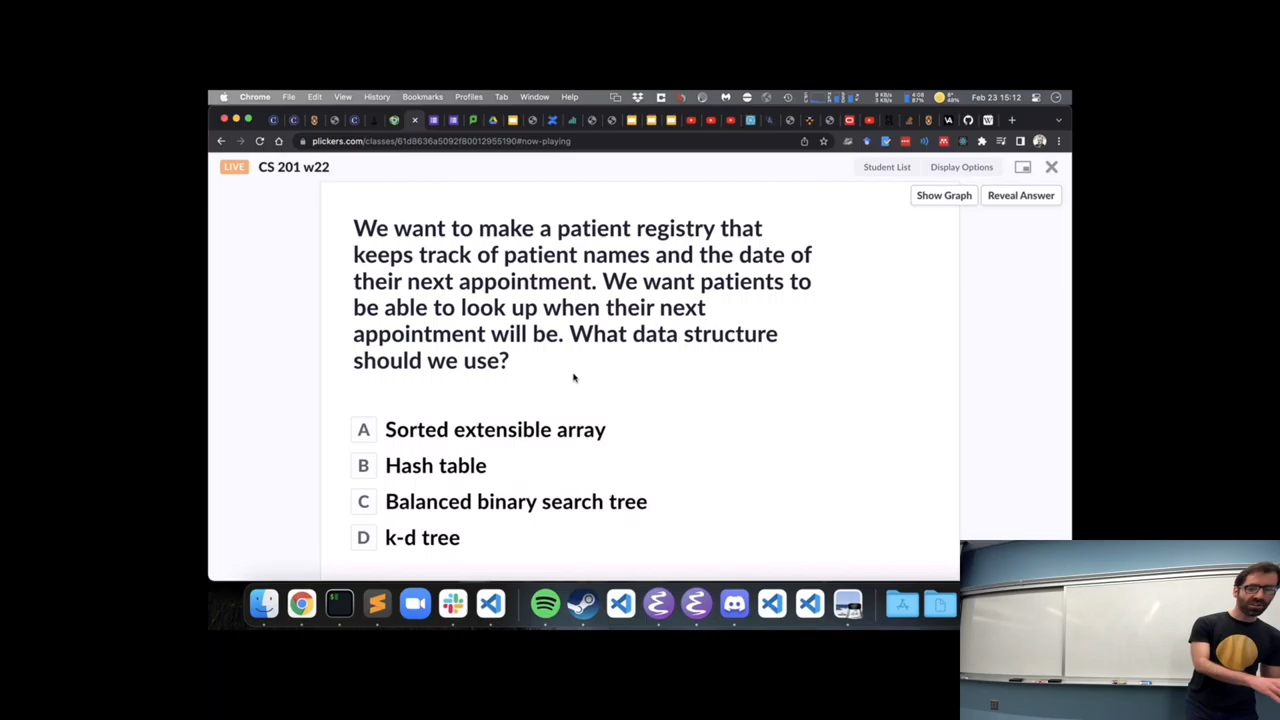 Chrome File Edit View History Bookmarks Profiles Tab Window Help Feb 23 15:12
plickers.com/classes/61d8636a5092f80012955190#now-playing
LIVE CS 201 w22 Student List Display Options
Show Graph Reveal Answer
We want to make a patient registry that
keeps track of patient names and the date of
their next appointment. We want patients to
be able to look up when their next
appointment will be. What data structure
should we use?
A Sorted extensible array
B Hash table
C Balanced binary search tree
D k-d tree